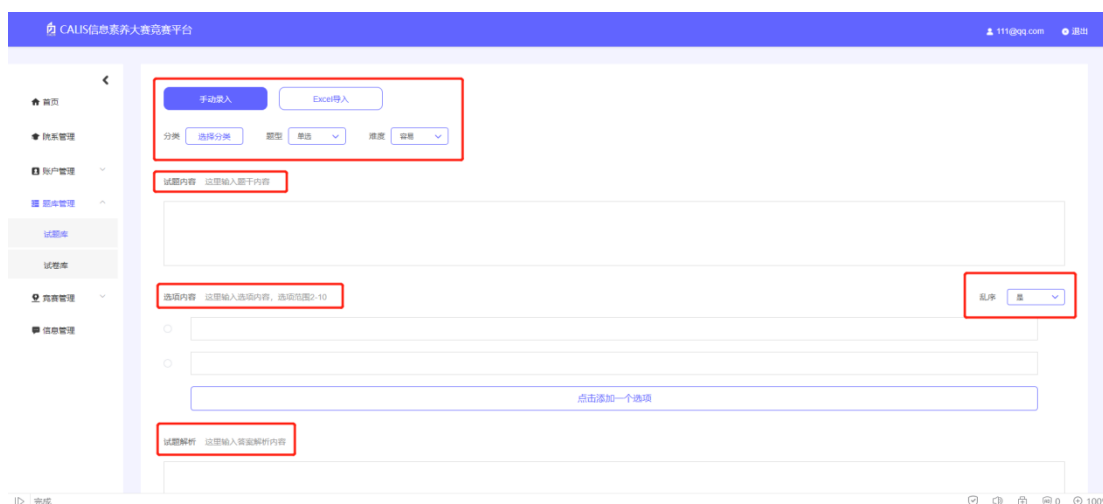 CALIS信息素养大赛竞赛平台
111@qq.com 退出
首页
院系管理
账户管理
题库管理
试题库
试卷库
竞赛管理
信息管理
手动录入 Excel导入
分类 选择分类 题型 单选 难度 容易
试题内容 这里输入题干内容
选项内容 这里输入选项内容，选项范围2-10 乱序 是
点击添加一个选项
试题解析 这里输入答案解析内容
完成 0 100%